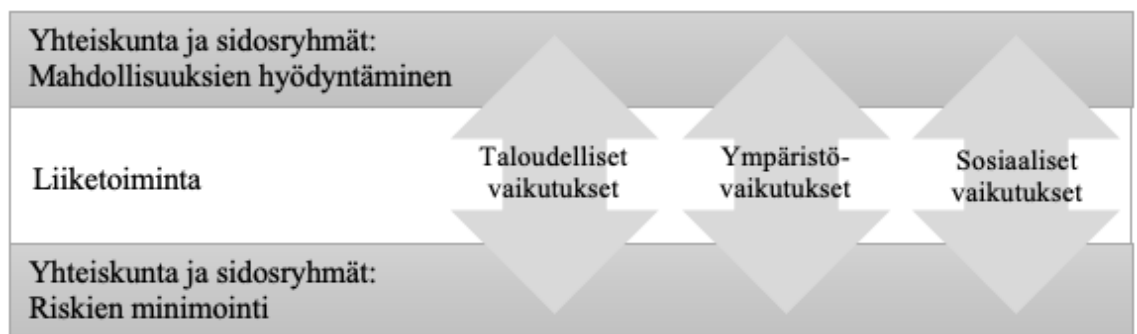 Yhteiskunta ja sidosryhmät:
Mahdollisuuksien hyödyntäminen
Liiketoiminta
Taloudelliset
vaikutukset
Ympäristö-
vaikutukset
Sosiaaliset
vaikutukset
Yhteiskunta ja sidosryhmät:
Riskien minimointi